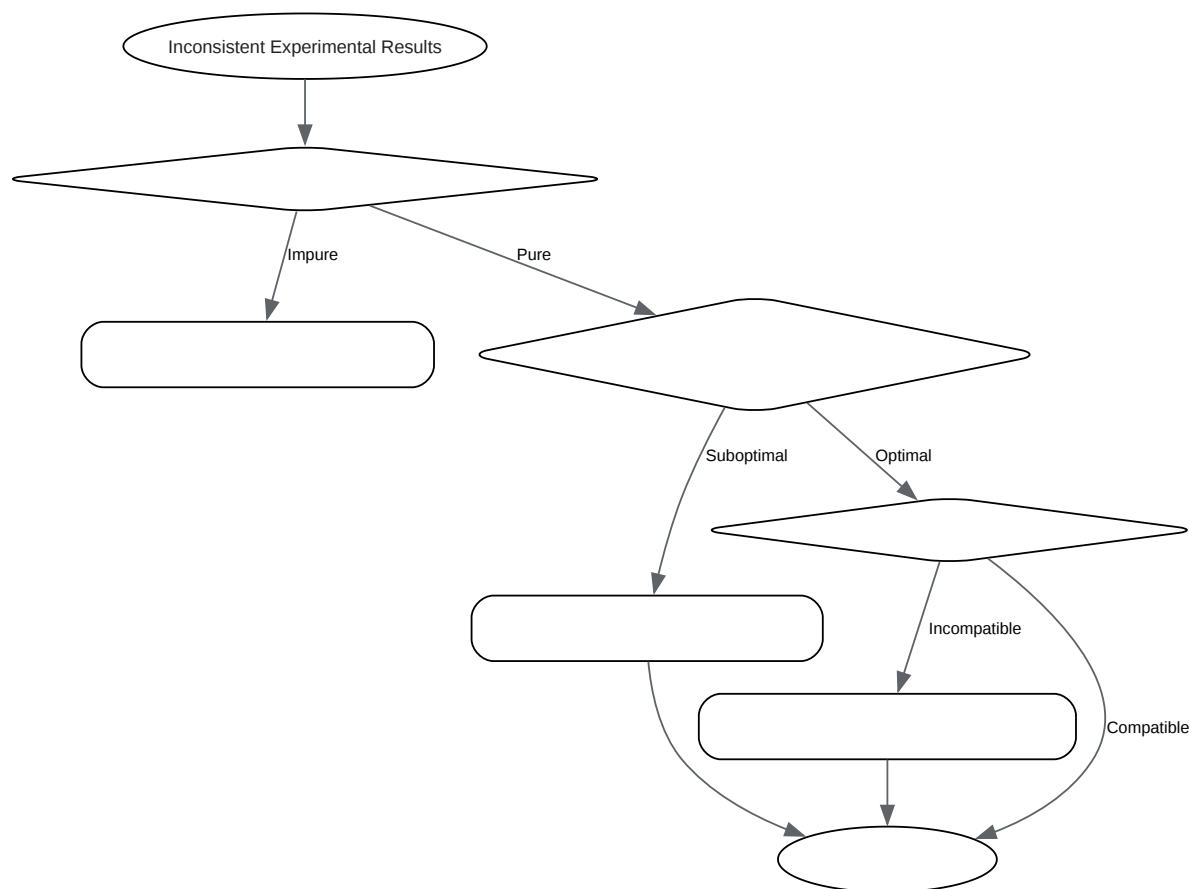 Inconsistent Experimental Results
Impure
Pure
Suboptimal
Optimal
Incompatible
Compatible